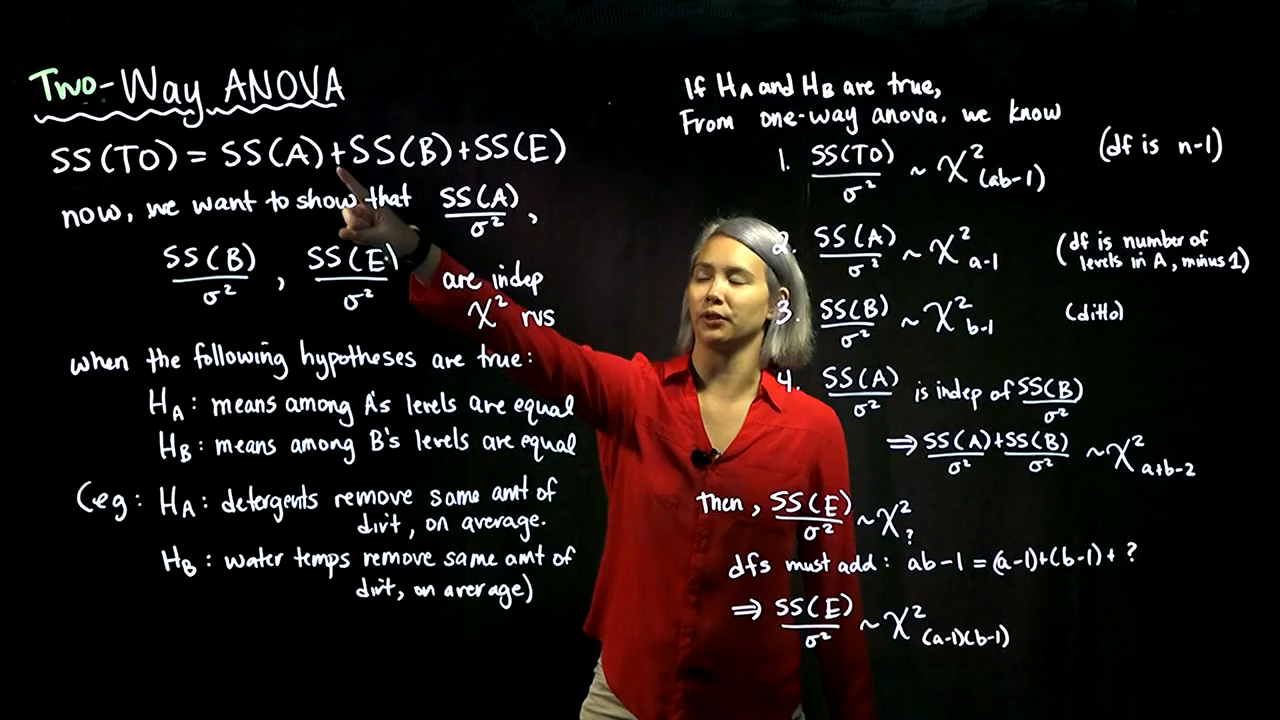 Two-Way ANOVA
SS(TO) = SS(A)+SS(B)+SS(E)
now, we want to show that SS(A)/σ²,
SS(B)/σ², SS(E)/σ² are indep
χ² rvs
when the following hypotheses are true:
HA: means among A's levels are equal
HB: means among B's levels are equal
(eg: HA: detergents remove same amt of
dirt, on average.
HB: water temps remove same amt of
dirt, on average)
If HA and HB are true,
From one-way anova. we know
1. SS(TO)/σ² ~ χ²(ab-1) (df is n-1)
2. SS(A)/σ² ~ χ²a-1 (df is number of
levels in A, minus 1)
3. SS(B)/σ² ~ χ²b-1 (ditto)
4. SS(A)/σ² is indep of SS(B)/σ²
⇒ SS(A)/σ² + SS(B)/σ² ~ χ²a+b-2
then, SS(E)/σ² ~ χ²?
dfs must add: ab-1 = (a-1)+(b-1)+ ?
⇒ SS(E)/σ² ~ χ²(a-1)(b-1)